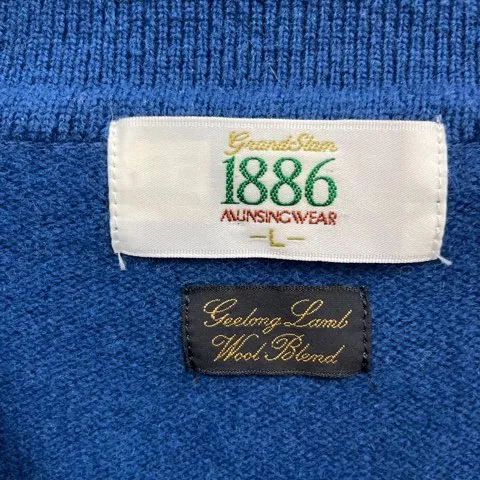 Grand Slam
1886
MUNSINGWEAR
-L-
Geelong Lamb
Wool Blend